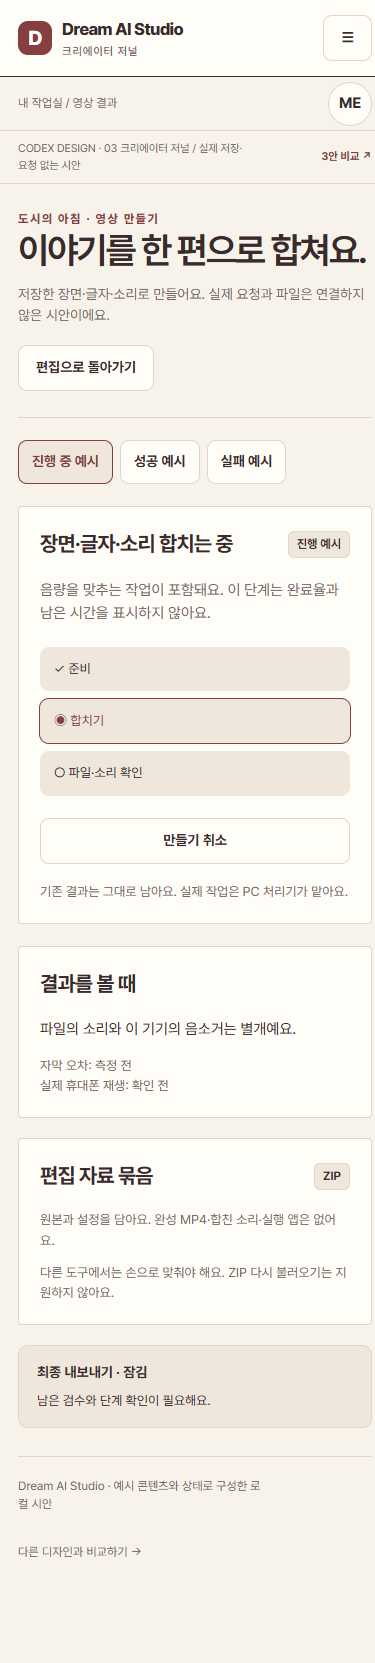 D
Dream AI Studio
크리에이터 저널
☰
내 작업실 / 영상 결과
ME
CODEX DESIGN · 03 크리에이터 저널 / 실제 저장·
요청 없는 시안
3안 비교 ↗
도시의 아침 · 영상 만들기
이야기를 한 편으로 합쳐요.
저장한 장면·글자·소리로 만들어요. 실제 요청과 파일은 연결하지
않은 시안이에요.
편집으로 돌아가기
진행 중 예시
성공 예시
실패 예시
장면·글자·소리 합치는 중
진행 예시
음량을 맞추는 작업이 포함돼요. 이 단계는 완료율과
남은 시간을 표시하지 않아요.
✓ 준비
◉ 합치기
○ 파일·소리 확인
만들기 취소
기존 결과는 그대로 남아요. 실제 작업은 PC 처리기가 맡아요.
결과를 볼 때
파일의 소리와 이 기기의 음소거는 별개예요.
자막 오차: 측정 전
실제 휴대폰 재생: 확인 전
편집 자료 묶음
ZIP
원본과 설정을 담아요. 완성 MP4·합친 소리·실행 앱은 없어
요.
다른 도구에서는 손으로 맞춰야 해요. ZIP 다시 불러오기는 지
원하지 않아요.
최종 내보내기 · 잠김
남은 검수와 단계 확인이 필요해요.
Dream AI Studio · 예시 콘텐츠와 상태로 구성한 로
컬 시안
다른 디자인과 비교하기 →